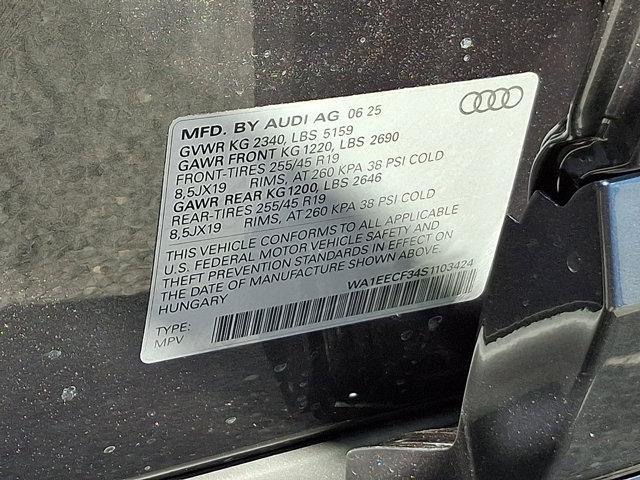 MFD. BY AUDI AG 06 25
GVWR KG 2340, LBS 5159
GAWR FRONT KG 1220, LBS 2690
FRONT-TIRES 255/45 R19
8,5JX19 RIMS, AT 260 KPA 38 PSI COLD
GAWR REAR KG 1200, LBS 2646
REAR-TIRES 255/45 R19
8,5JX19 RIMS, AT 260 KPA 38 PSI COLD
THIS VEHICLE CONFORMS TO ALL APPLICABLE
U.S. FEDERAL MOTOR VEHICLE SAFETY AND
THEFT PREVENTION STANDARDS IN EFFECT ON
THE DATE OF MANUFACTURE SHOWN ABOVE.
HUNGARY WA1EECF34S1103424
TYPE:
MPV